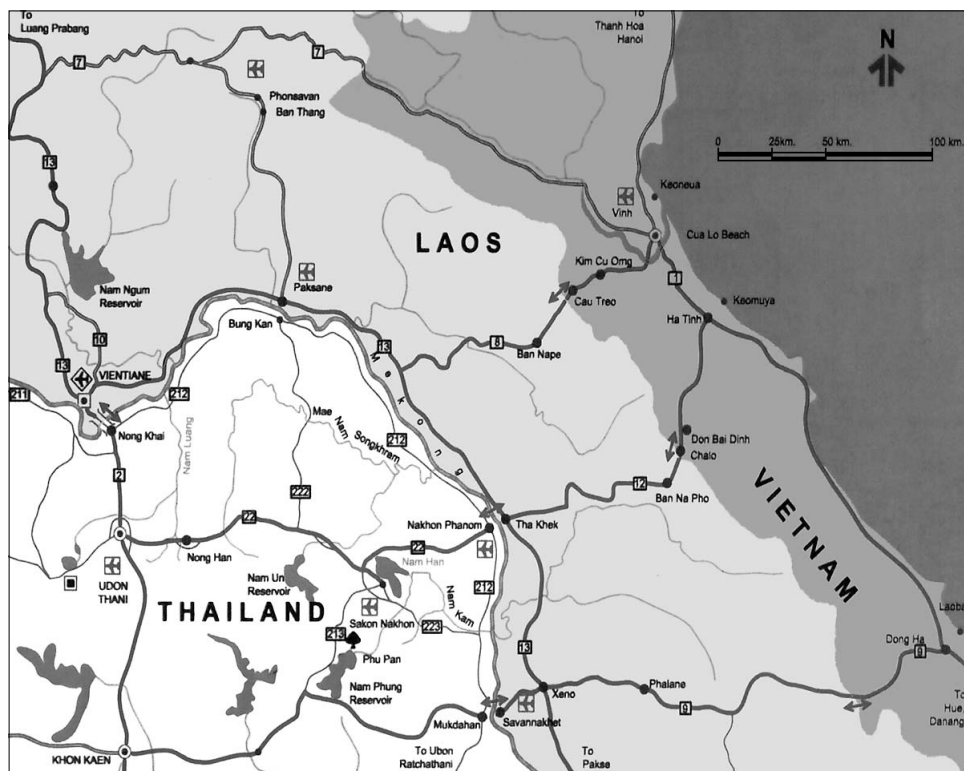 To
Luang Prabang
To
Thanh Hoa
Hanoi
N
7
7
Phonsavan
Ban Thang
0 25km. 50 km. 100 km.
13
Keoneua
Vinh
LAOS
Cua Lo Beach
Nam Ngum
Reservoir
Paksane
Kim Cu Omg
1
Cau Treo
Keomuya
Bung Kan
Ha Tinh
10
13
8
Ban Nape
13
VIENTIANE
Mekong
211
212
Nong Khai
Mae
Nam
Songkhram
212
Don Bai Dinh
Chalo
Nam Luang
2
222
12
Ban Na Pho
VIETNAM
22
Nakhon Phanom
Tha Khek
Nong Han
22
Nam Han
UDON
THANI
Nam Un
Reservoir
212
Nam Kam
THAILAND
Sakon Nakhon
213
223
Phu Pan
Dong Ha
9
13
Nam Phung
Reservoir
Xeno
Phalane
9
Mukdahan
Savannakhet
To
Hue,
Danang
KHON KAEN
To Ubon
Ratchathani
To
Pakse